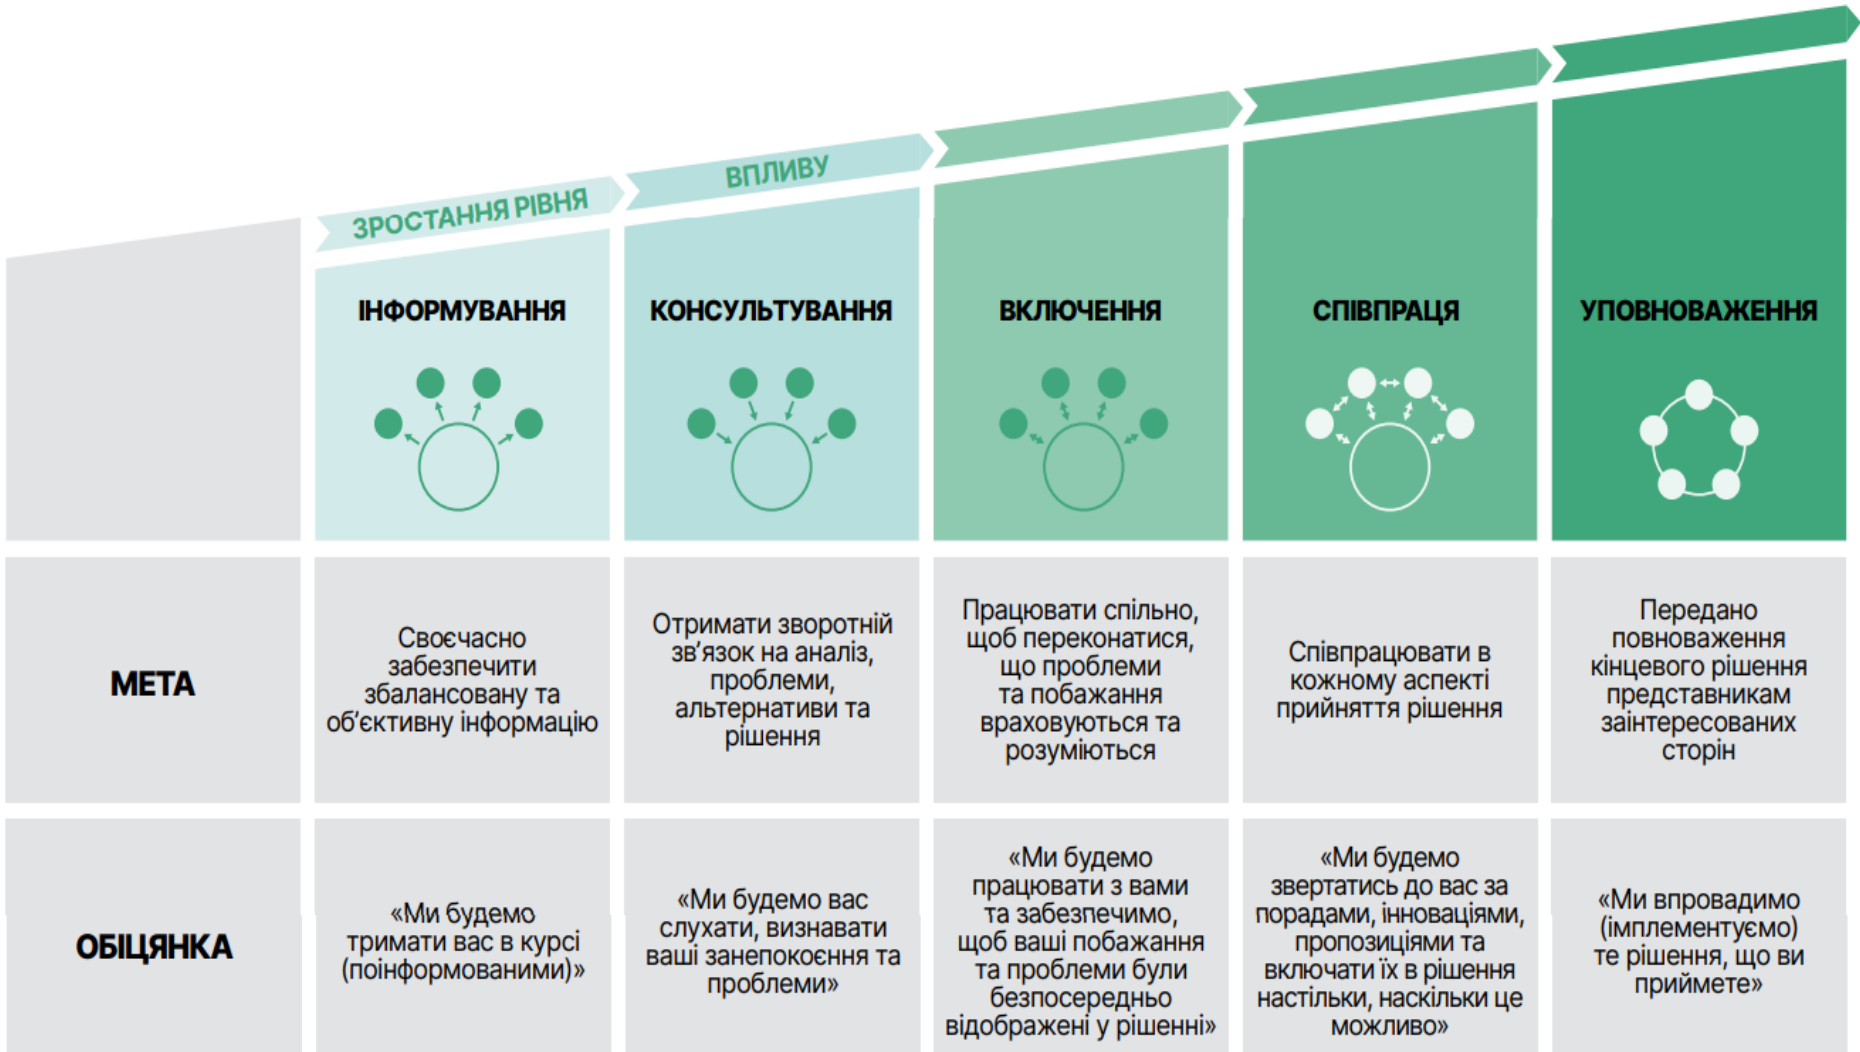 ЗРОСТАННЯ РІВНЯ
ВПЛИВУ
ІНФОРМУВАННЯ
КОНСУЛЬТУВАННЯ
ВКЛЮЧЕННЯ
СПІВПРАЦЯ
УПОВНОВАЖЕННЯ
МЕТА
Своєчасно
забезпечити
збалансовану та
об'єктивну інформацію
Отримати зворотній
зв'язок на аналіз,
проблеми,
альтернативи та
рішення
Працювати спільно,
щоб переконатися,
що проблеми
та побажання
враховуються та
розуміються
Співпрацювати в
кожному аспекті
прийняття рішення
Передано
повноваження
кінцевого рішення
представникам
заінтересованих
сторін
ОБІЦЯНКА
«Ми будемо
тримати вас в курсі
(поінформованими)»
«Ми будемо вас
слухати, визнавати
ваші занепокоєння та
проблеми»
«Ми будемо
працювати з вами
та забезпечимо,
щоб ваші побажання
та проблеми були
безпосередньо
відображені у рішенні»
«Ми будемо
звертатись до вас за
порадами, інноваціями,
пропозиціями та
включати їх в рішення
настільки, наскільки це
можливо»
«Ми впровадимо
(імплементуємо)
те рішення, що ви
приймете»